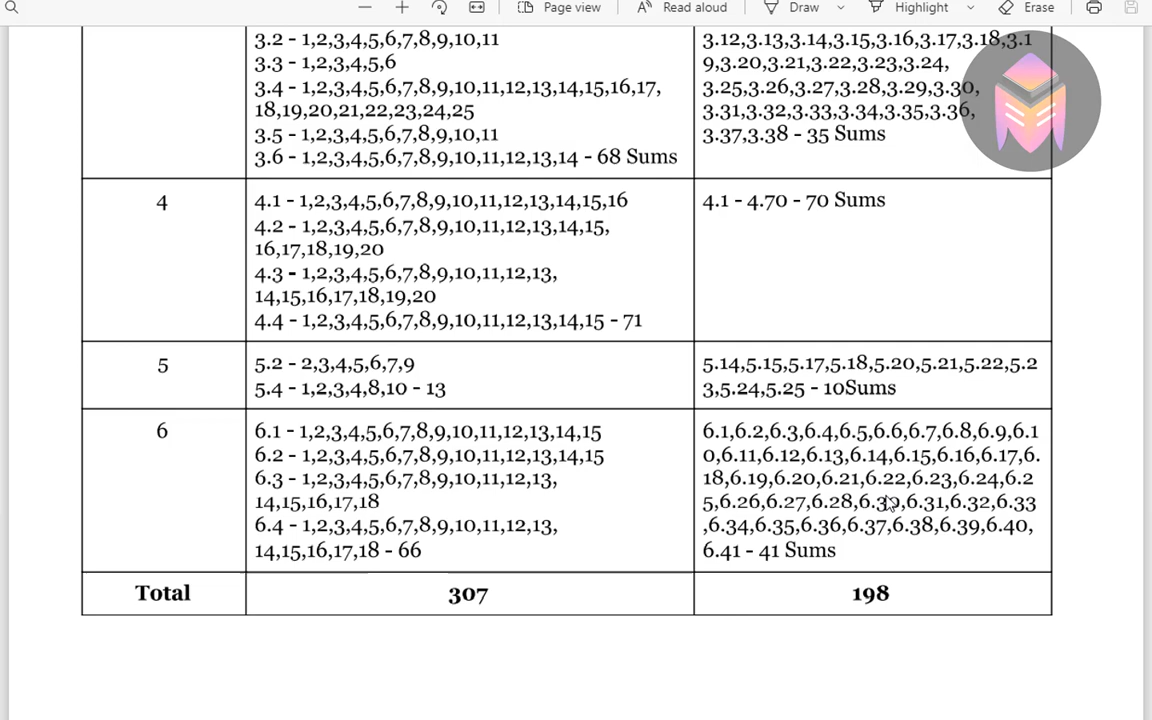 Page view
Read aloud
Draw
Highlight
Erase
3.2 - 1,2,3,4,5,6,7,8,9,10,11
3.3 - 1,2,3,4,5,6
3.4 - 1,2,3,4,5,6,7,8,9,10,11,12,13,14,15,16,17,
18,19,20,21,22,23,24,25
3.5 - 1,2,3,4,5,6,7,8,9,10,11
3.6 - 1,2,3,4,5,6,7,8,9,10,11,12,13,14 - 68 Sums
3.12,3.13,3.14,3.15,3.16,3.17,3.18,3.1
9,3.20,3.21,3.22,3.23,3.24,
3.25,3.26,3.27,3.28,3.29,3.30,
3.31,3.32,3.33,3.34,3.35,3.36,
3.37,3.38 - 35 Sums
4
4.1 - 1,2,3,4,5,6,7,8,9,10,11,12,13,14,15,16
4.2 - 1,2,3,4,5,6,7,8,9,10,11,12,13,14,15,
16,17,18,19,20
4.3 - 1,2,3,4,5,6,7,8,9,10,11,12,13,
14,15,16,17,18,19,20
4.4 - 1,2,3,4,5,6,7,8,9,10,11,12,13,14,15 - 71
4.1 - 4.70 - 70 Sums
5
5.2 - 2,3,4,5,6,7,9
5.4 - 1,2,3,4,8,10 - 13
5.14,5.15,5.17,5.18,5.20,5.21,5.22,5.2
3,5.24,5.25 - 10Sums
6
6.1 - 1,2,3,4,5,6,7,8,9,10,11,12,13,14,15
6.2 - 1,2,3,4,5,6,7,8,9,10,11,12,13,14,15
6.3 - 1,2,3,4,5,6,7,8,9,10,11,12,13,
14,15,16,17,18
6.4 - 1,2,3,4,5,6,7,8,9,10,11,12,13,
14,15,16,17,18 - 66
6.1,6.2,6.3,6.4,6.5,6.6,6.7,6.8,6.9,6.1
0,6.11,6.12,6.13,6.14,6.15,6.16,6.17,6.
18,6.19,6.20,6.21,6.22,6.23,6.24,6.2
5,6.26,6.27,6.28,6.30,6.31,6.32,6.33
,6.34,6.35,6.36,6.37,6.38,6.39,6.40,
6.41 - 41 Sums
Total
307
198